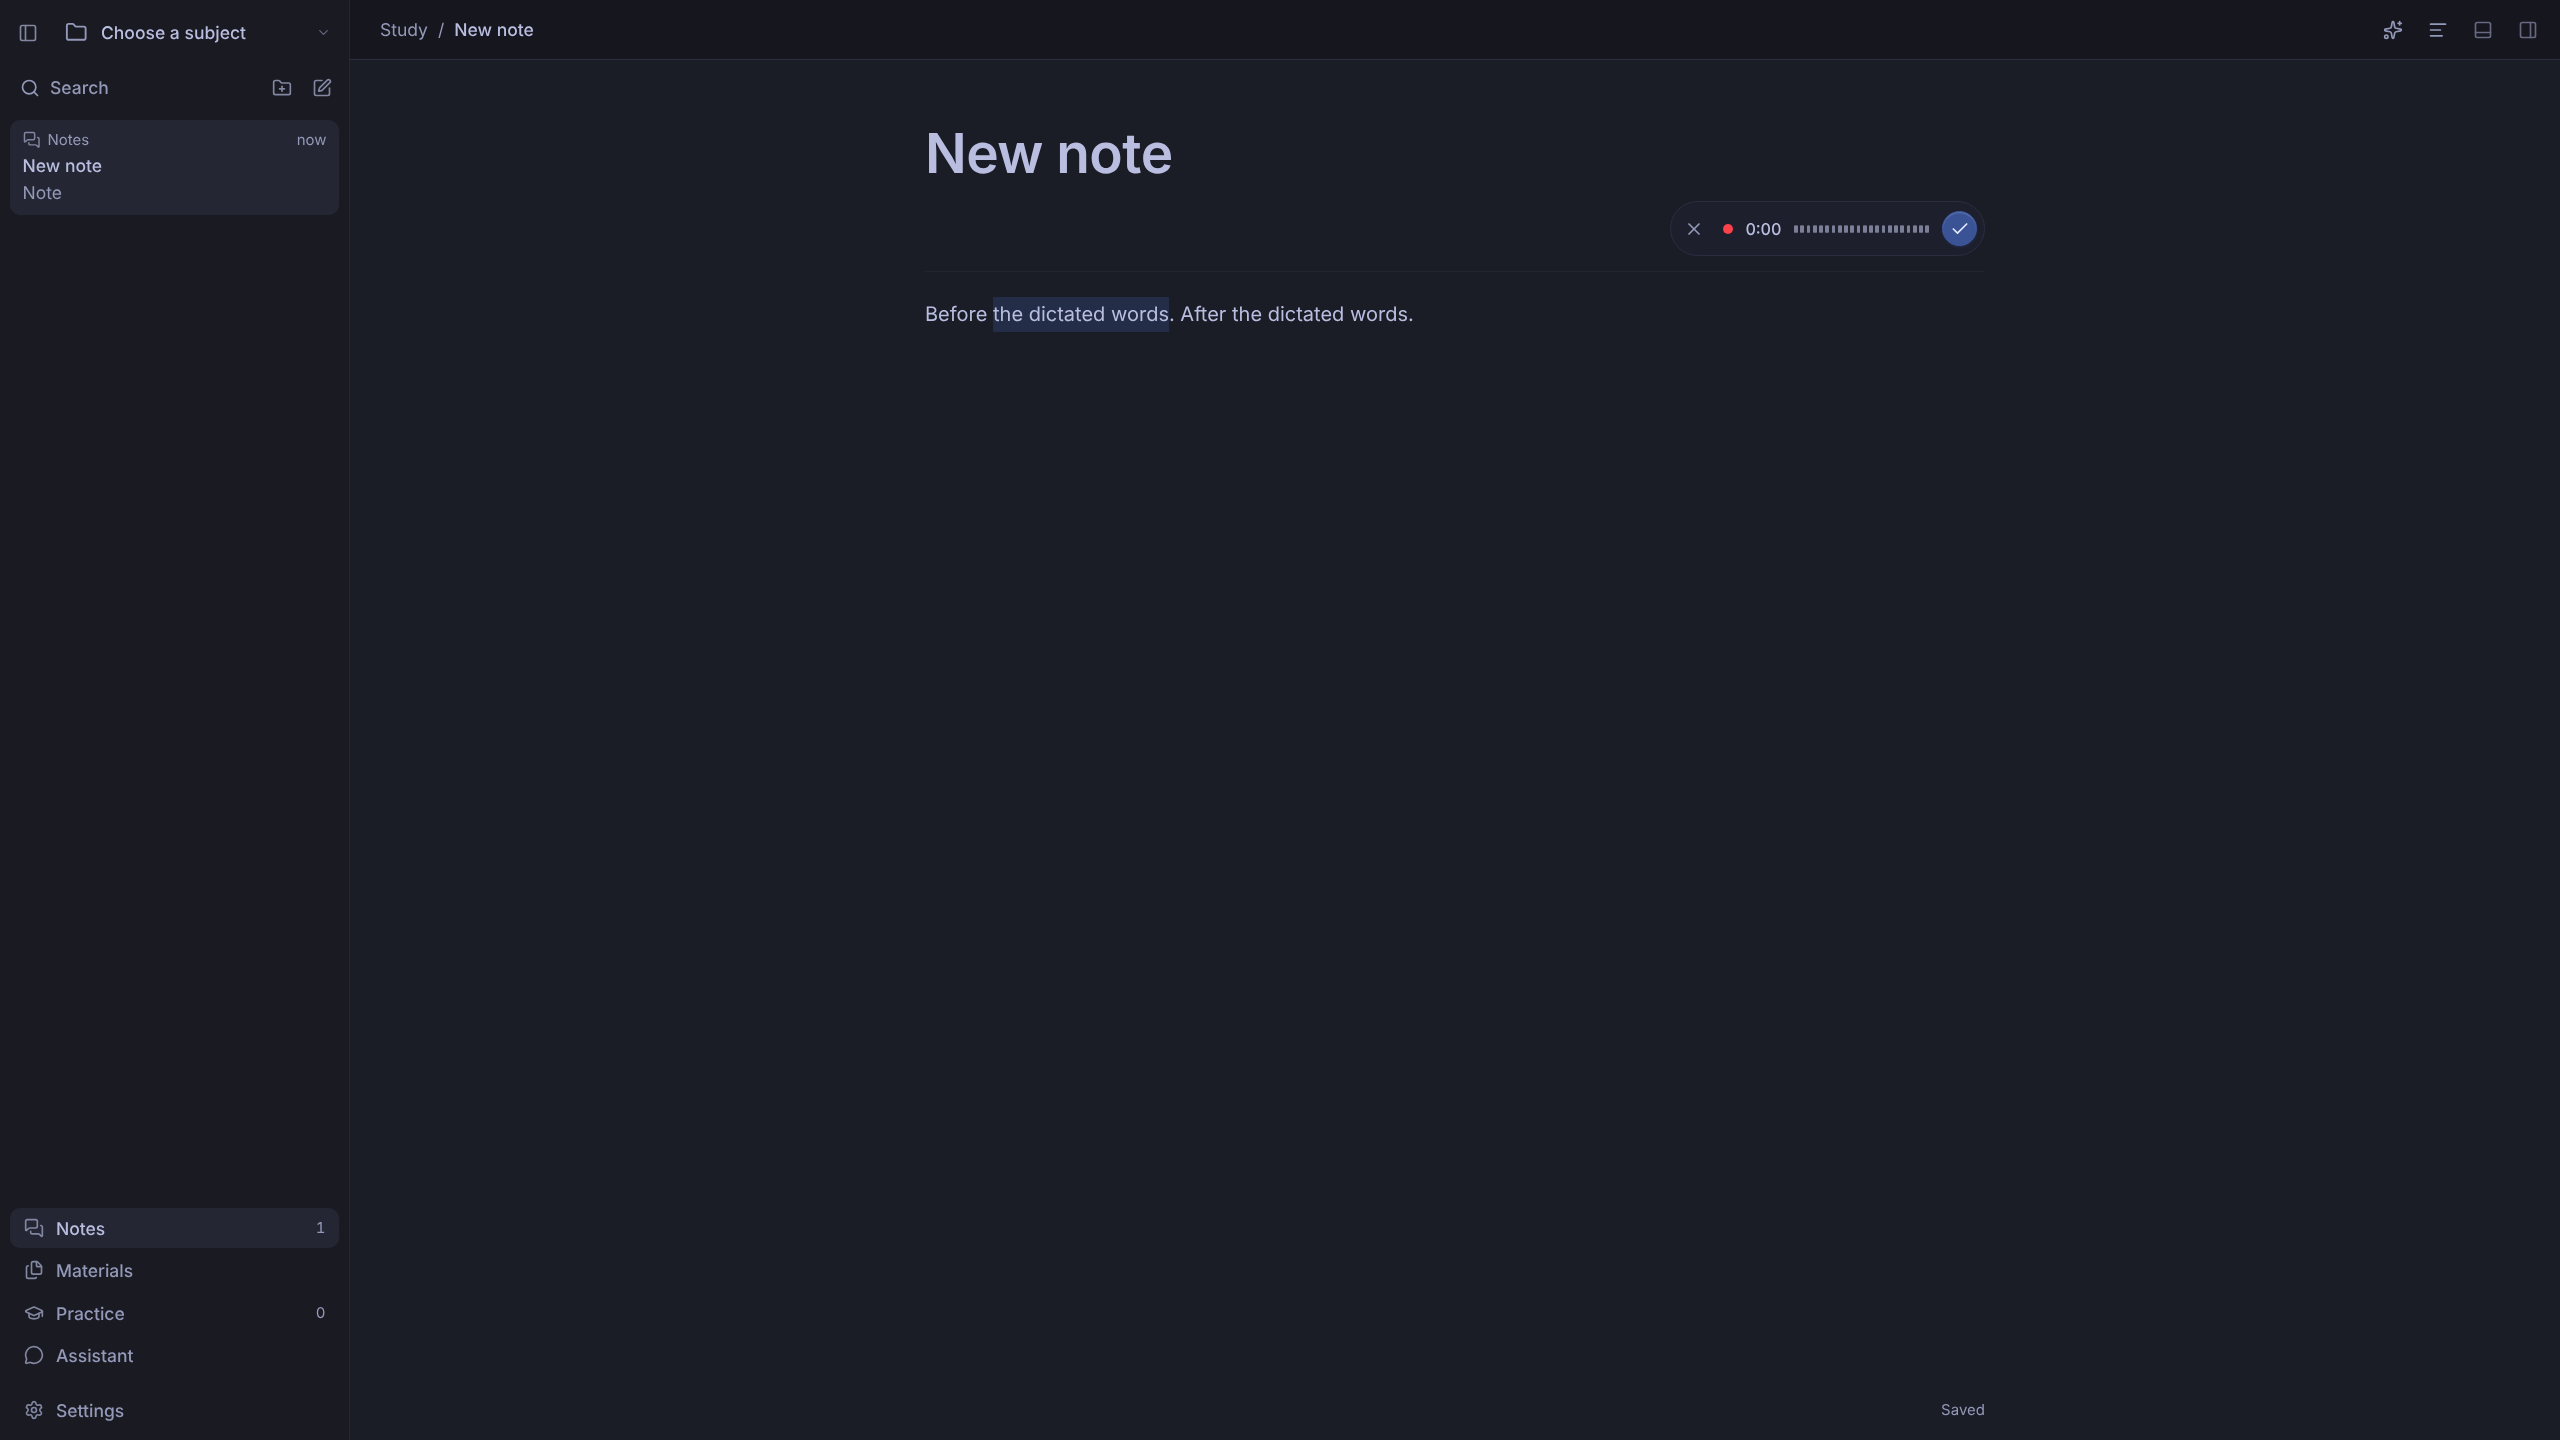 Choose a subject
Study / New note
Search
Notes now
New note
Note
New note
0:00
Before the dictated words. After the dictated words.
Notes 1
Materials
Practice 0
Assistant
Settings
Saved